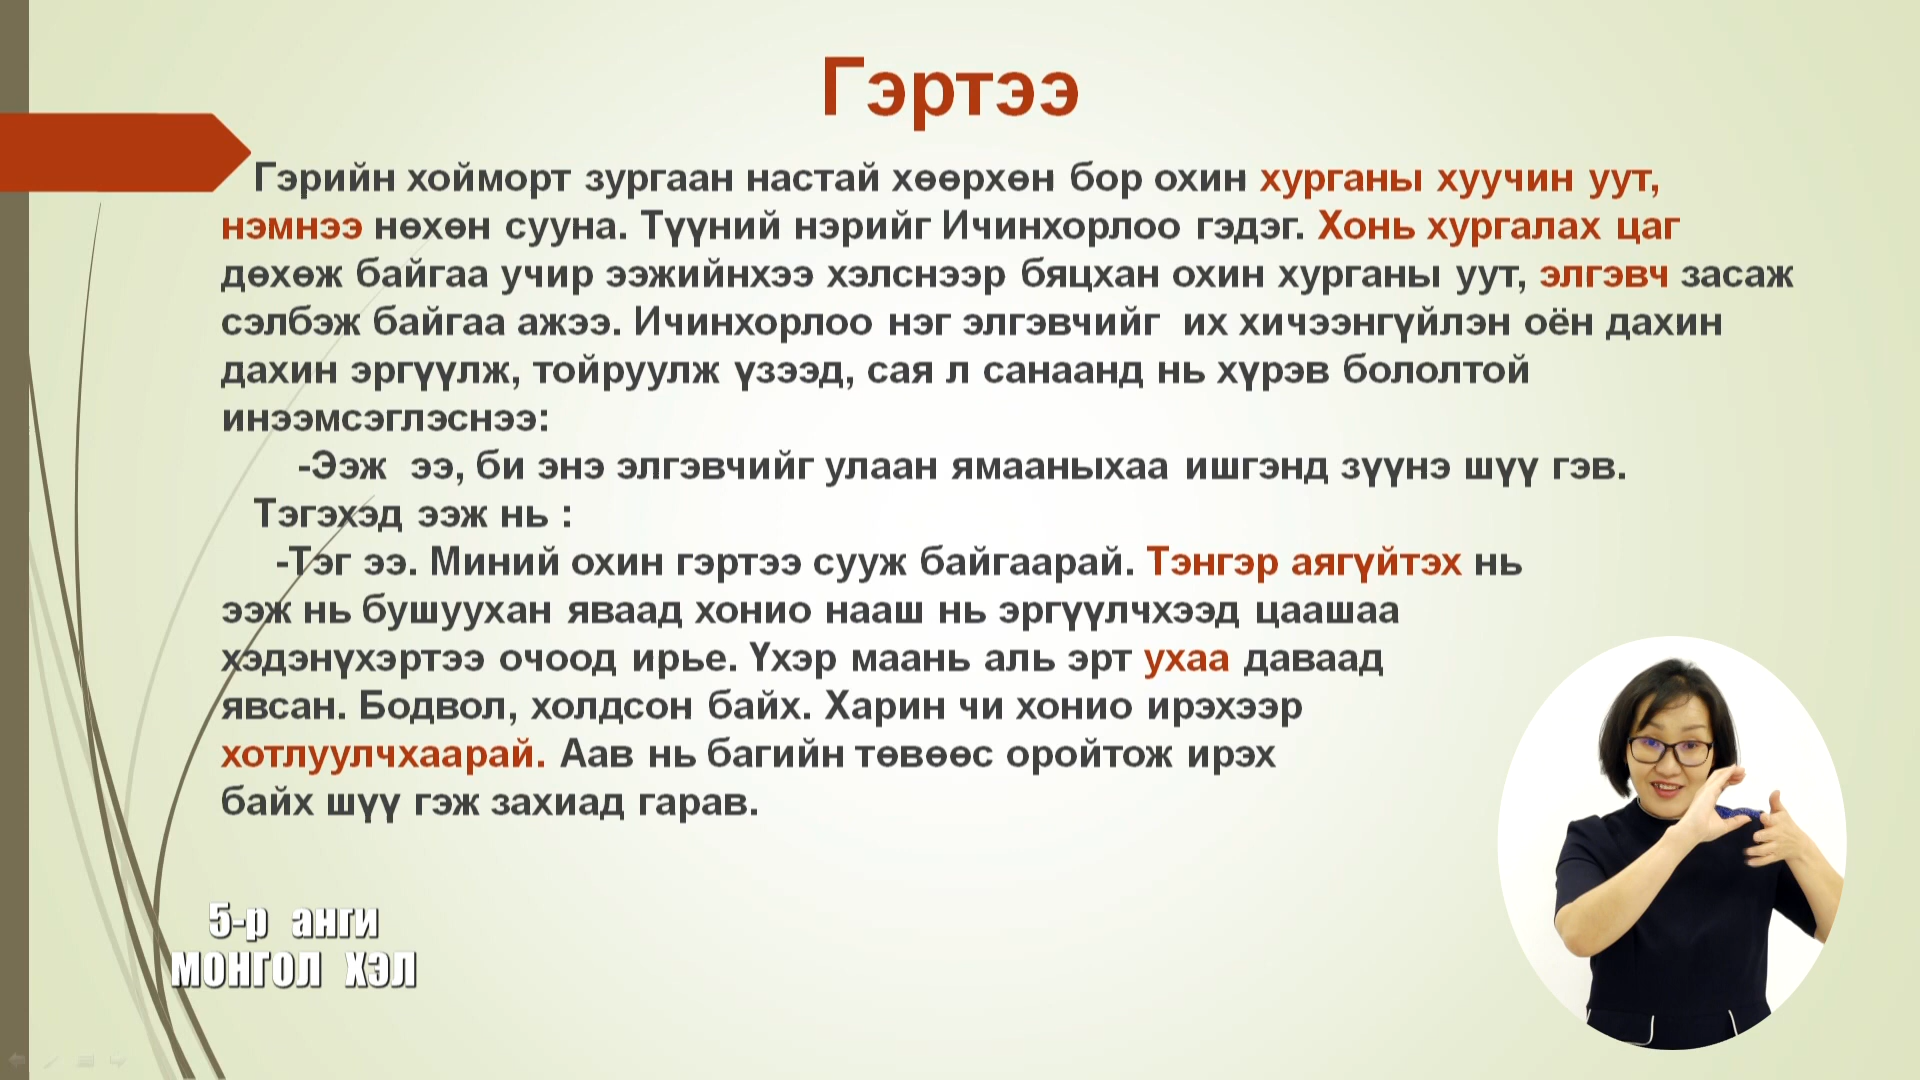 Гэртээ
Гэрийн хойморт зургаан настай хөөрхөн бор охин хурганы хуучин уут,
нэмнээ нөхөн сууна. Түүний нэрийг Ичинхорлоо гэдэг. Хонь хургалах цаг
дөхөж байгаа учир ээжийнхээ хэлснээр бяцхан охин хурганы уут, элгэвч засаж
сэлбэж байгаа ажээ. Ичинхорлоо нэг элгэвчийг их хичээнгүйлэн оён дахин
дахин эргүүлж, тойруулж үзээд, сая л санаанд нь хүрэв бололтой
инээмсэглэснээ:
-Ээж ээ, би энэ элгэвчийг улаан ямааныхаа ишгэнд зүүнэ шүү гэв.
Тэгэхэд ээж нь :
-Тэг ээ. Миний охин гэртээ сууж байгаарай. Тэнгэр аягүйтэх нь
ээж нь бушуухан яваад хонио нааш нь эргүүлчхээд цаашаа
хэдэнүхэртээ очоод ирье. Үхэр маань аль эрт ухаа даваад
явсан. Бодвол, холдсон байх. Харин чи хонио ирэхээр
хотлуулчхаарай. Аав нь багийн төвөөс оройтож ирэх
байх шүү гэж захиад гарав.
5-р анги
МОНГОЛ ХЭЛ